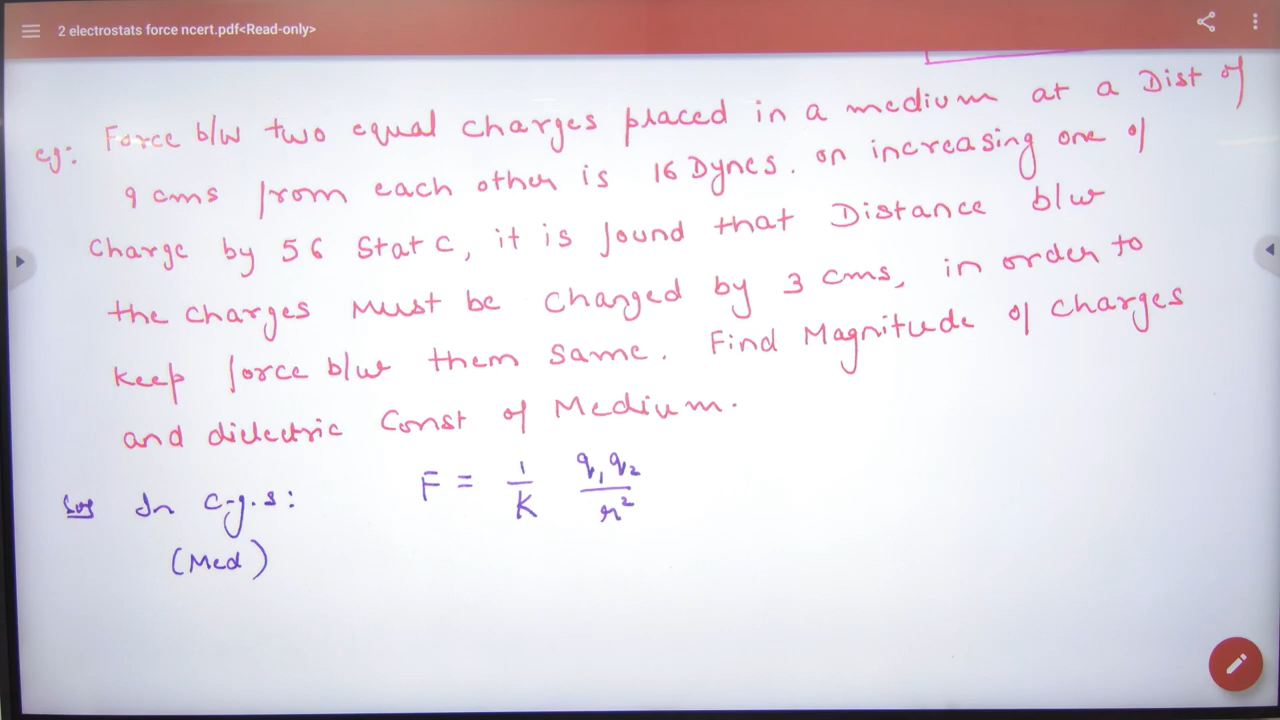 2 electrostats force ncert.pdf<Read-only>
eg: Force b/w two equal charges placed in a medium at a Dist of
9 cms from each other is 16 Dynes. on increasing one of
Charge by 56 Stat C, it is found that Distance b/w
the charges must be changed by 3 cms, in order to
keep force b/w them same. Find Magnitude of charges
and dielectric Const of Medium.
Sol In c.g.s: F = 1/K q₁q₂/r²
(Med)